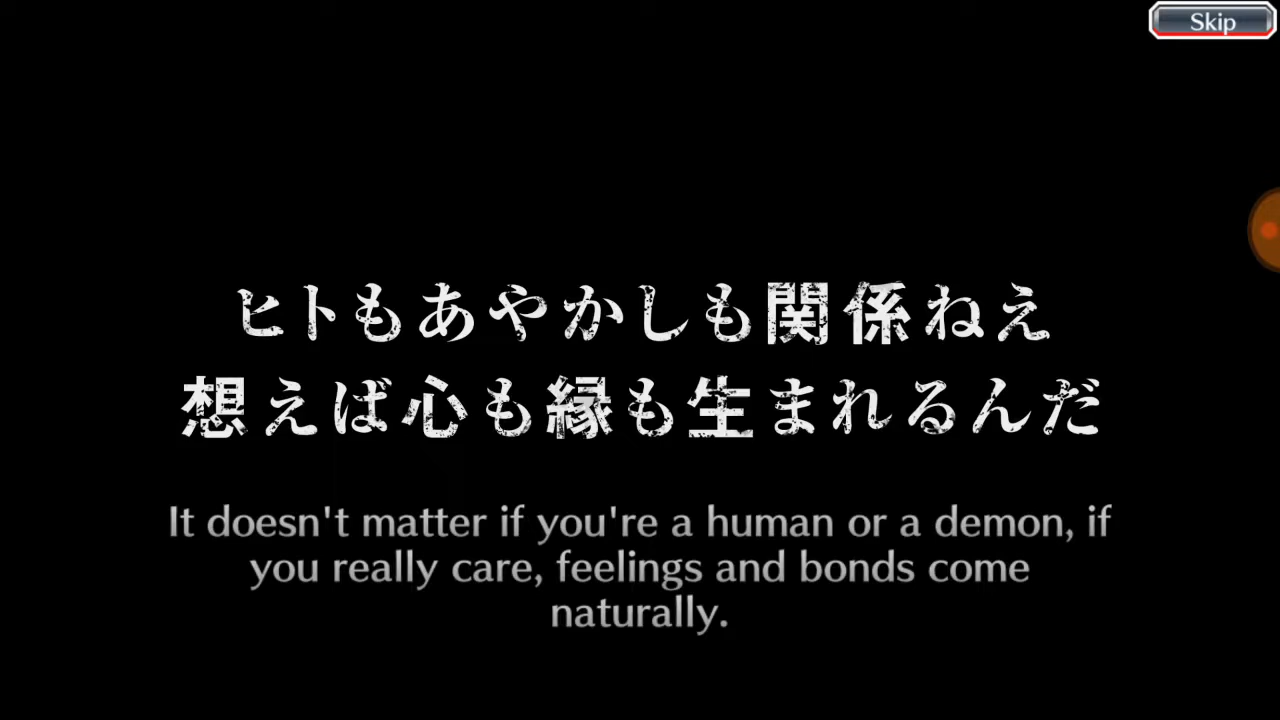 Skip
ヒトもあやかしも関係ねえ
想えば心も縁も生まれるんだ
It doesn't matter if you're a human or a demon, if
you really care, feelings and bonds come
naturally.